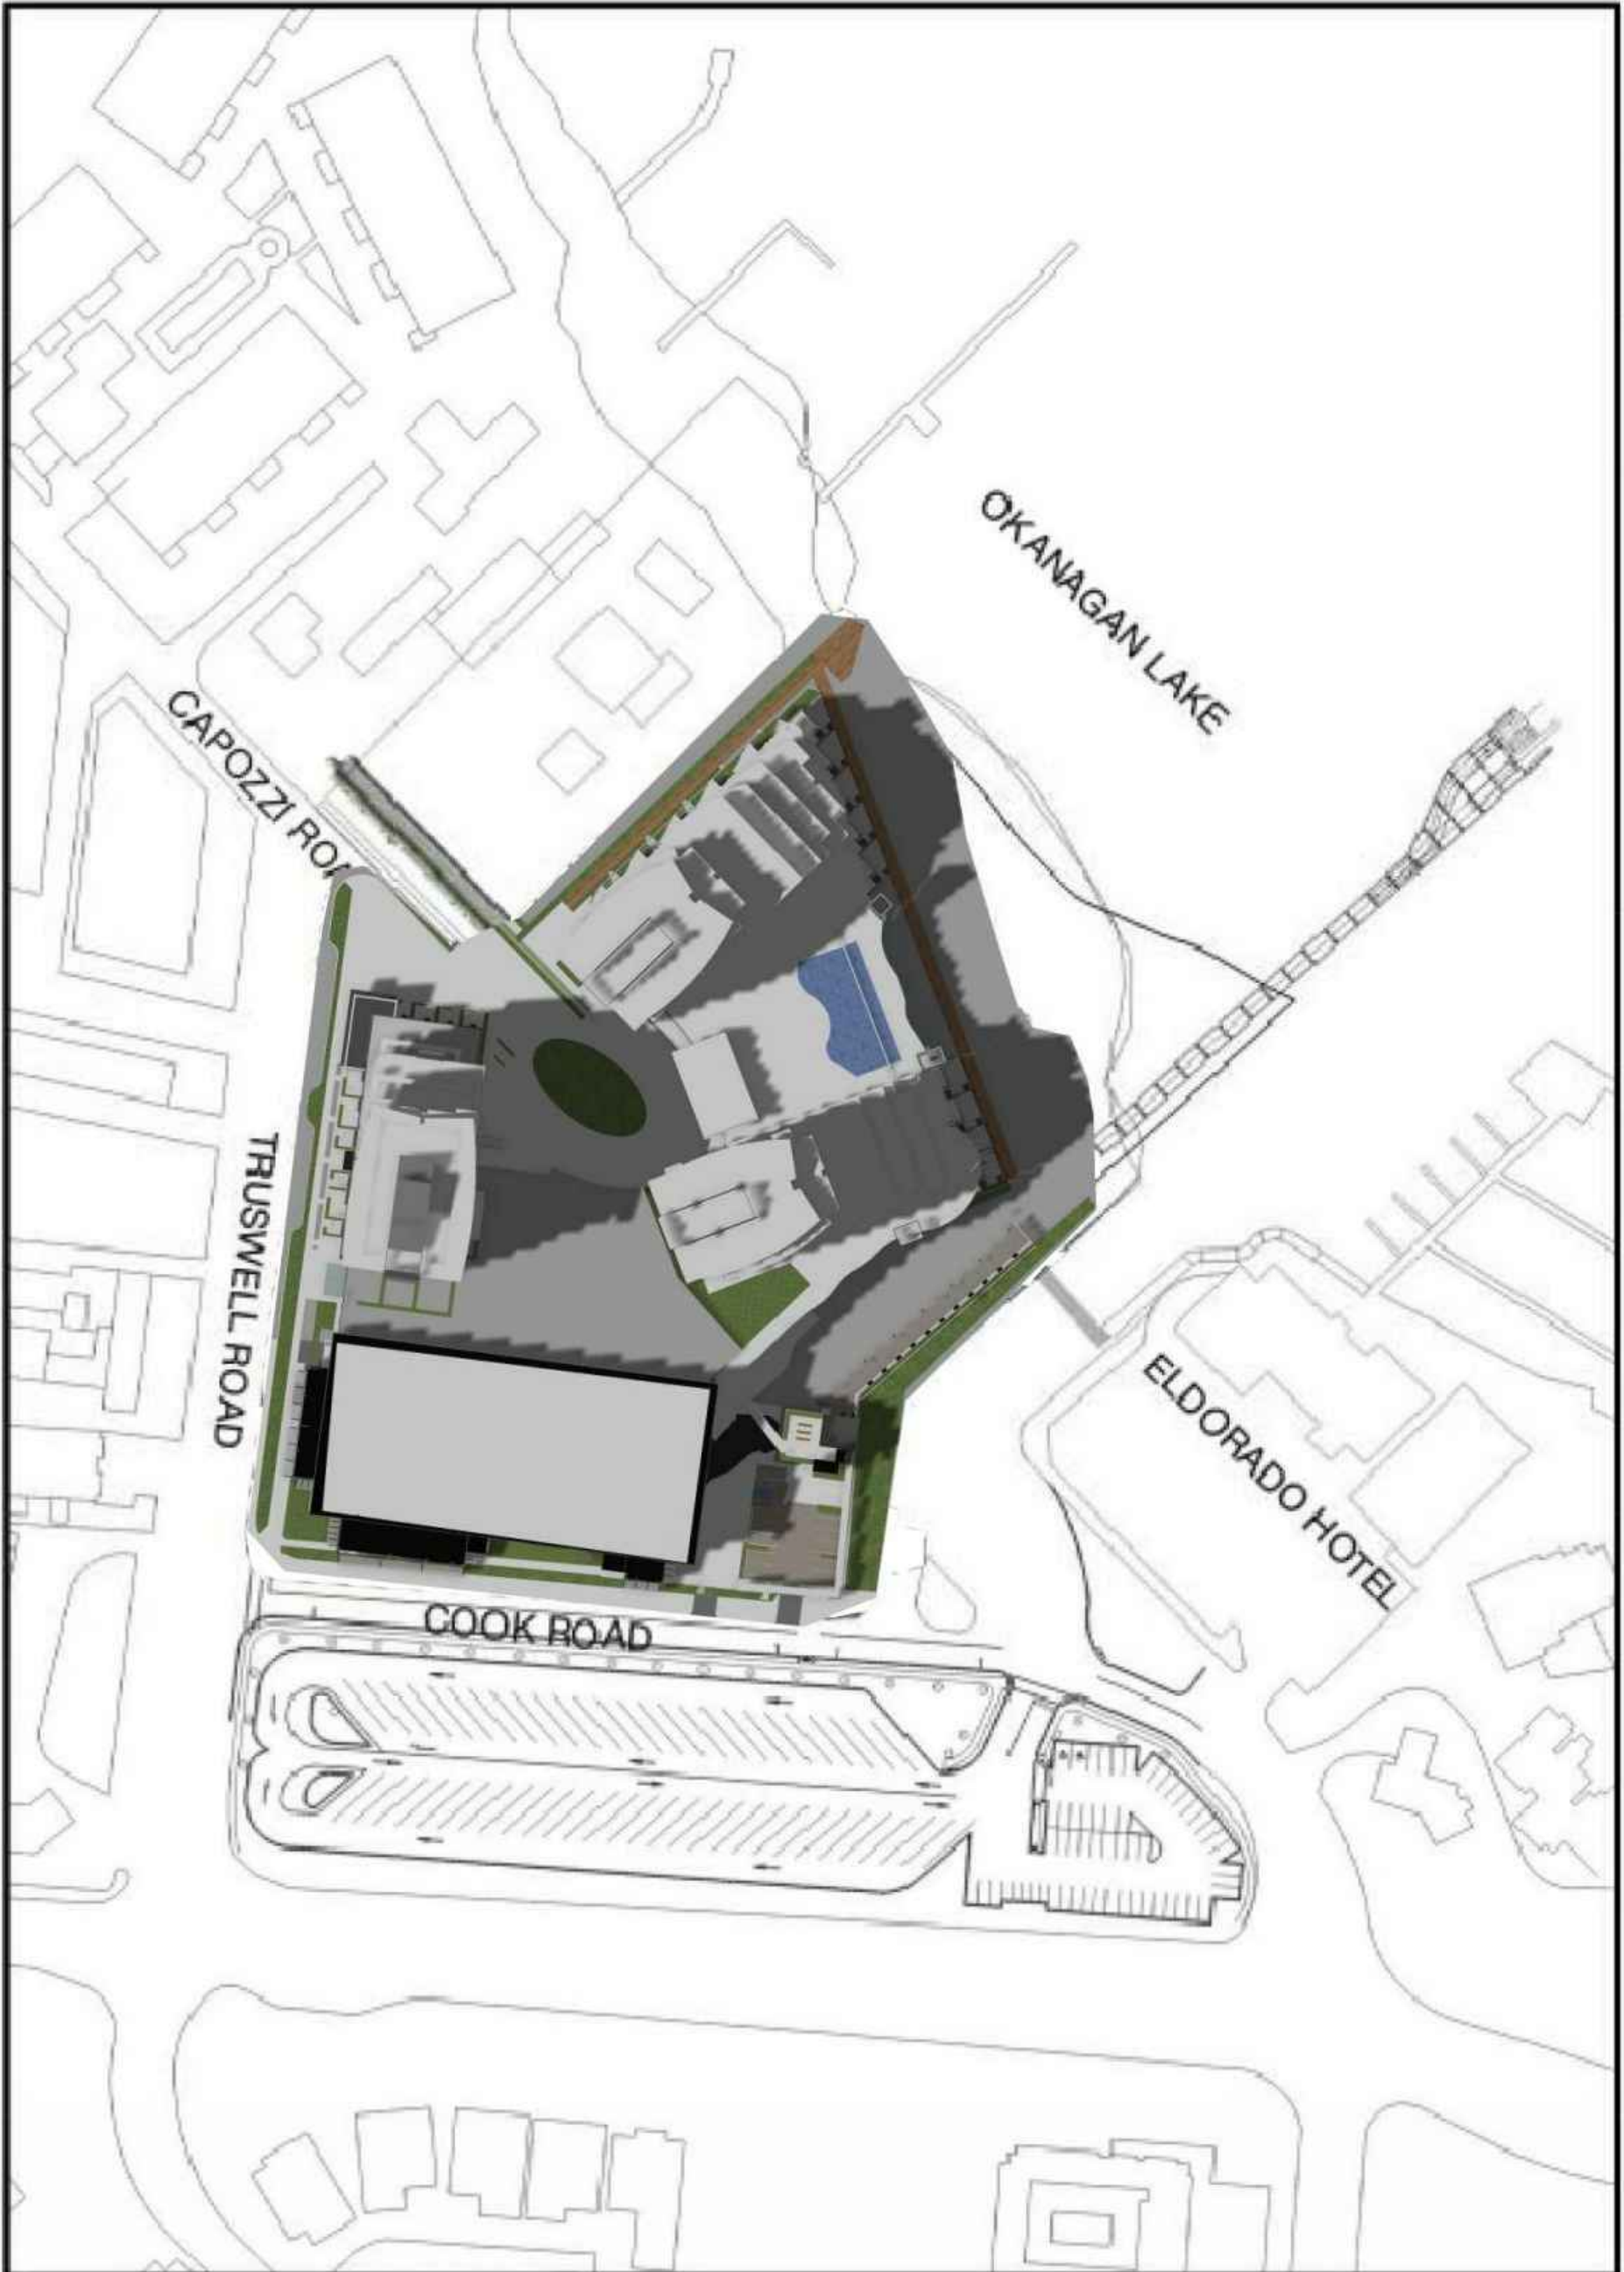 OKANAGAN LAKE
CAPOZZI ROA
TRUSWELL ROAD
ELDORADO HOTEL
COOK ROAD